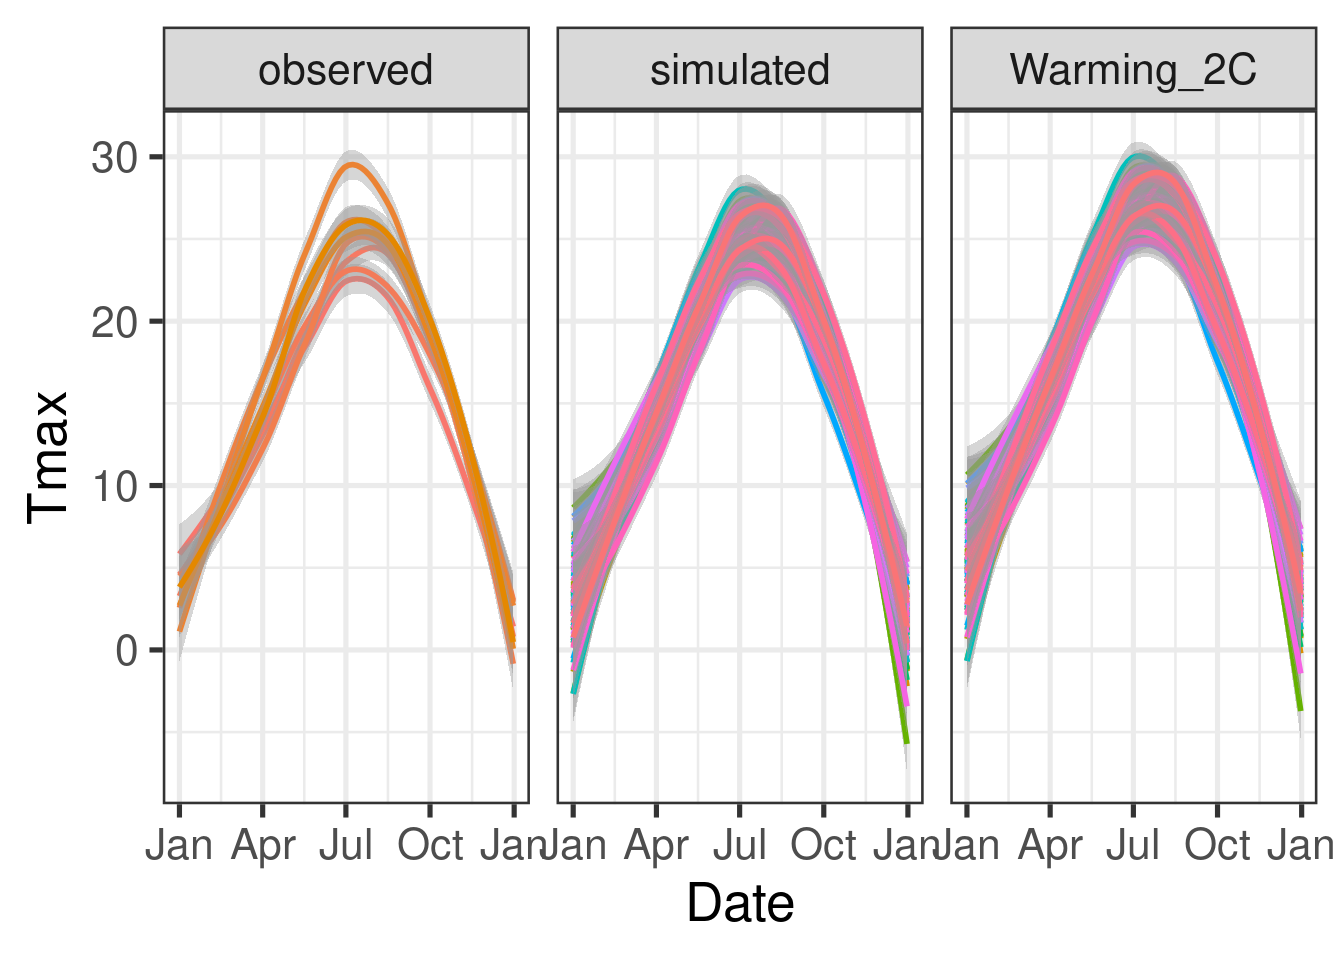 observed simulated Warming_2C
30
20
10
0
Tmax
Jan Apr Jul Oct Jan Jan Apr Jul Oct Jan Jan Apr Jul Oct Jan
Date